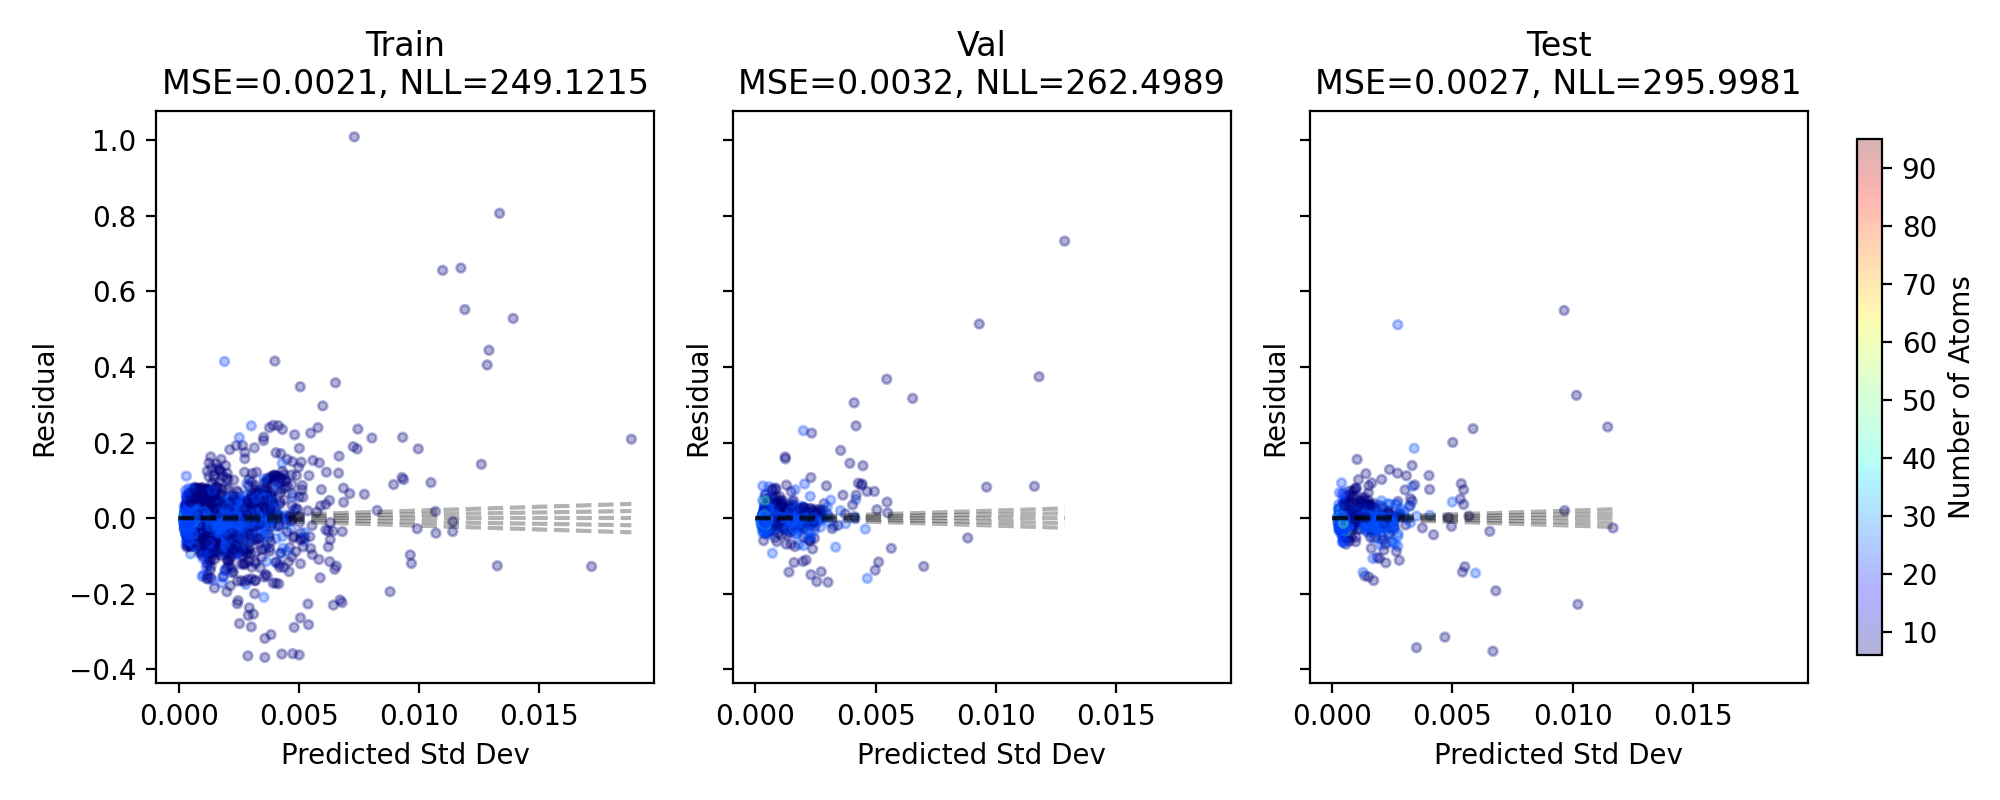 Train
MSE=0.0021, NLL=249.1215
Val
MSE=0.0032, NLL=262.4989
Test
MSE=0.0027, NLL=295.9981
Residual
1.0
0.8
0.6
0.4
0.2
0.0
−0.2
−0.4
0.000 0.005 0.010 0.015
Predicted Std Dev
Residual
0.000 0.005 0.010 0.015
Predicted Std Dev
Residual
0.000 0.005 0.010 0.015
Predicted Std Dev
90
80
70
60
50
40
30
20
10
Number of Atoms